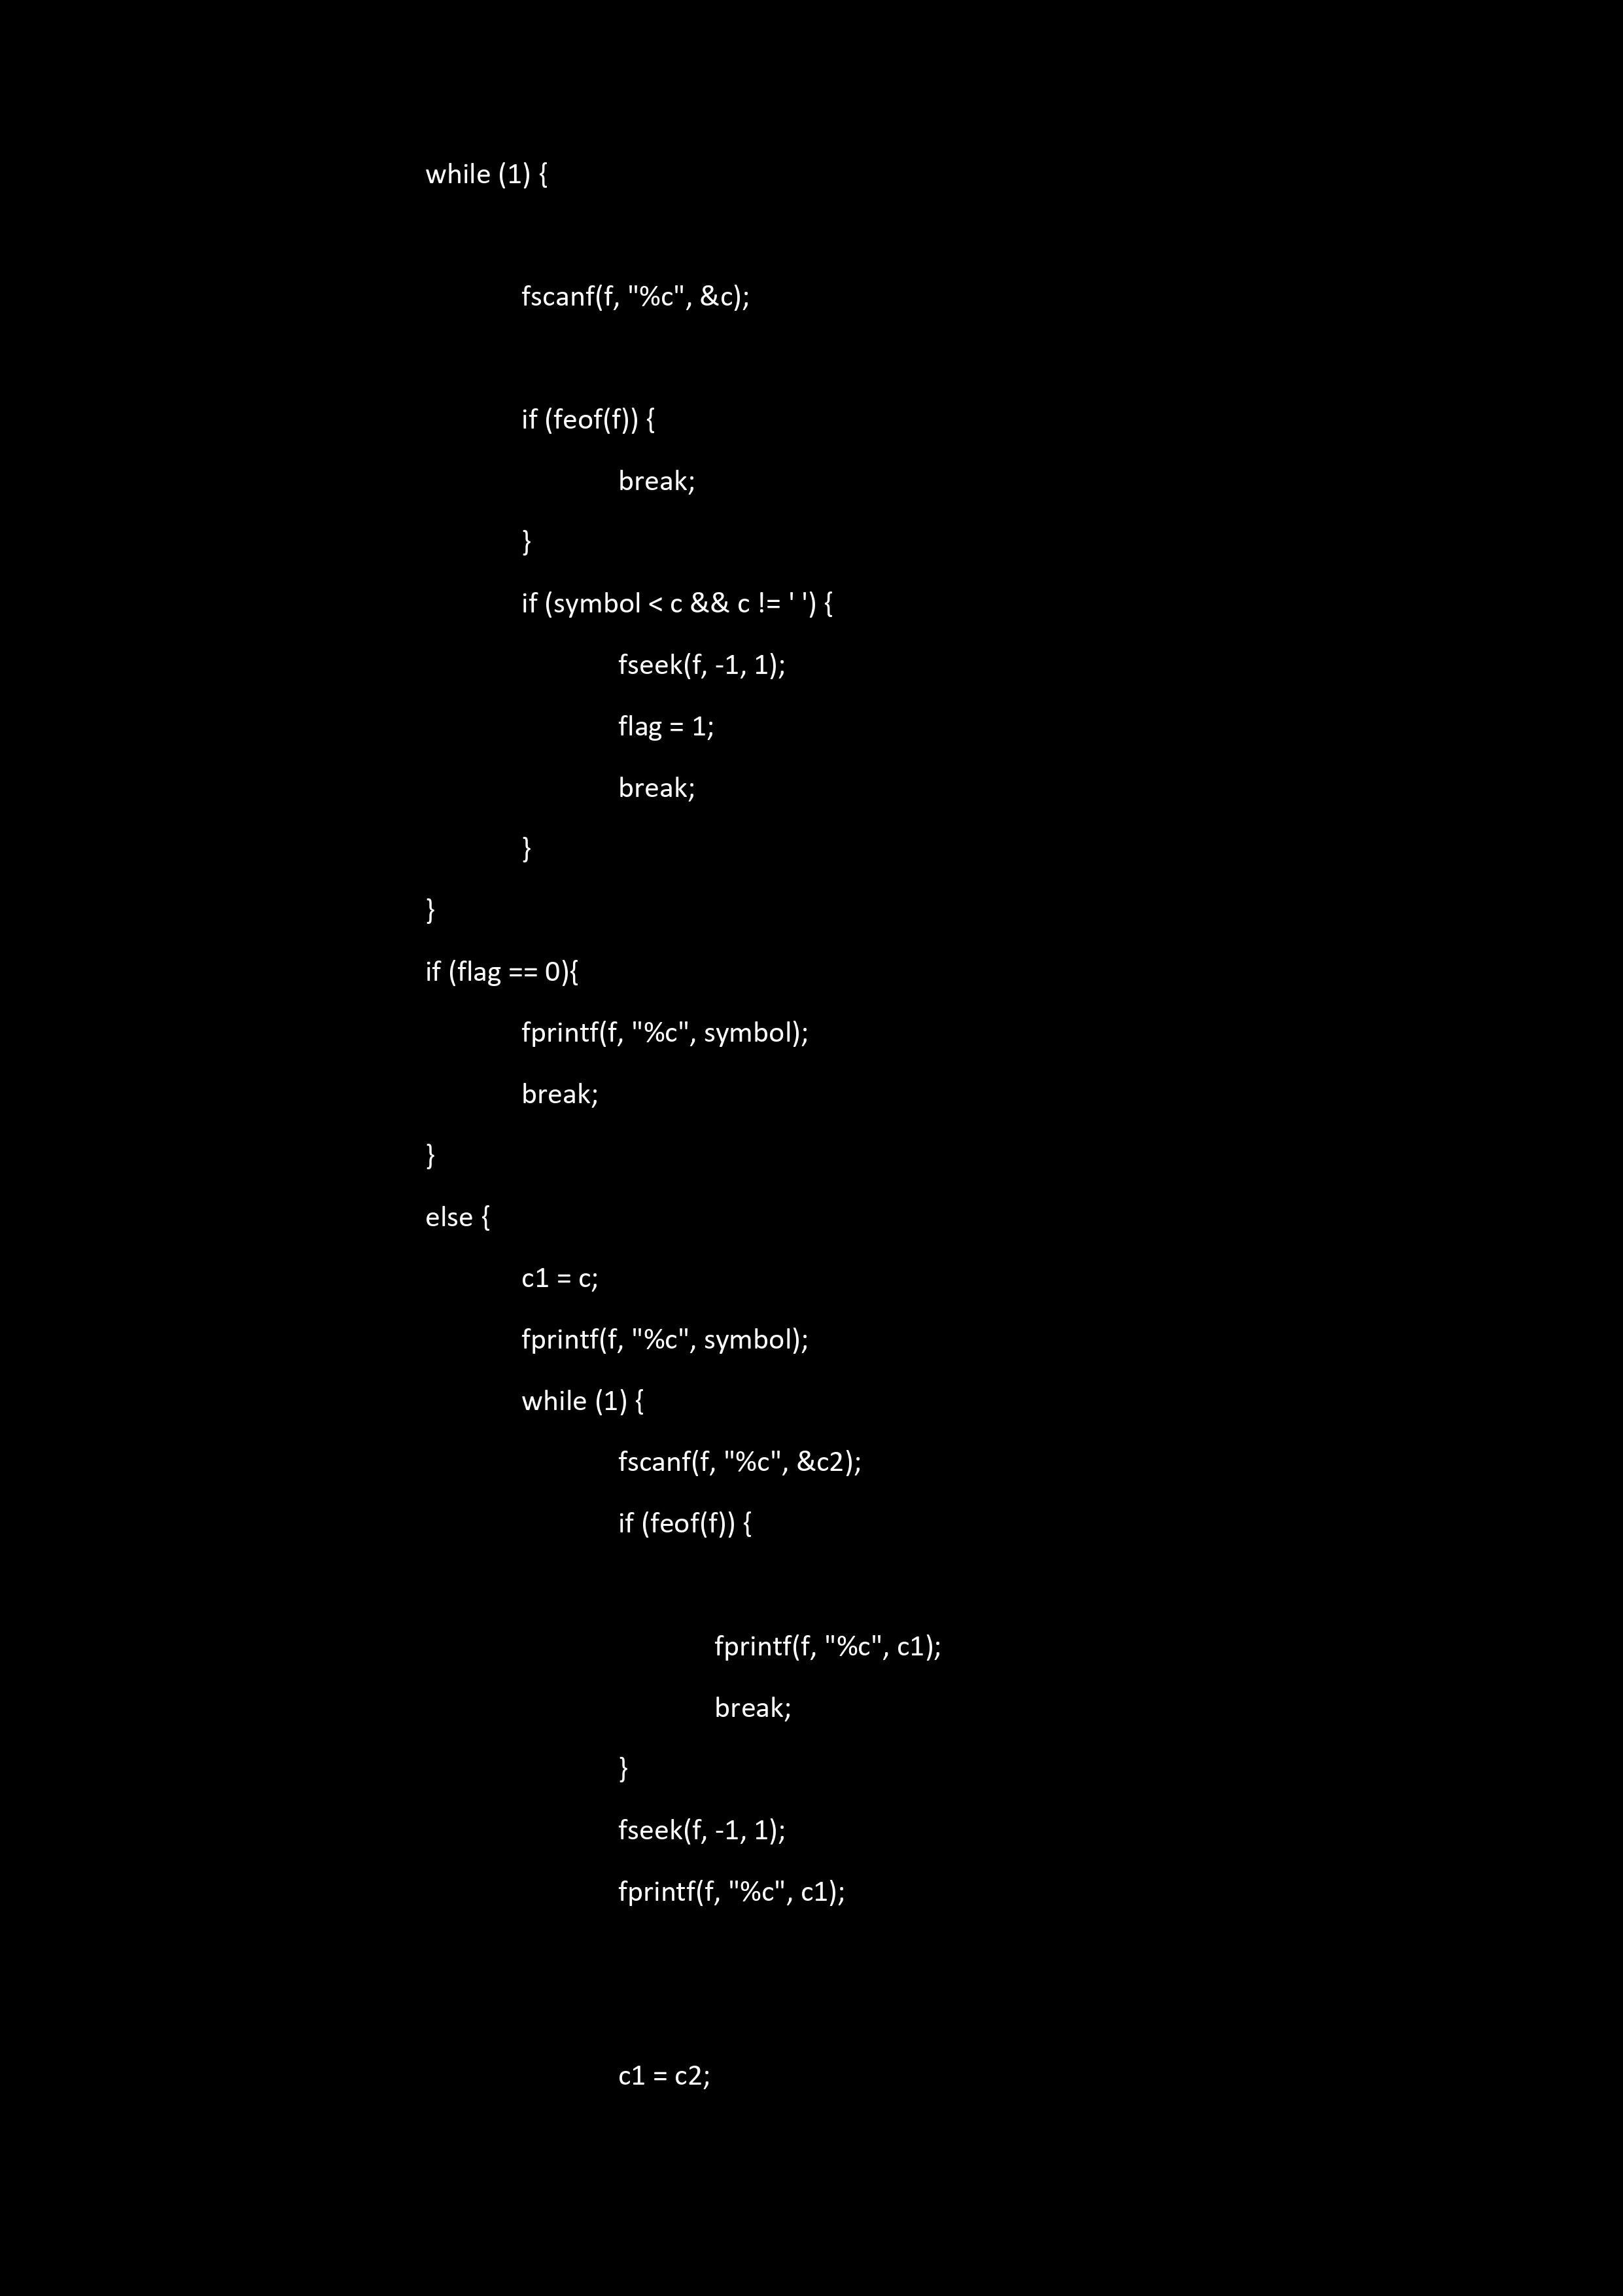 while (1) {
fscanf(f, "%c", &c);
if (feof(f)) {
break;
}
if (symbol < c && c != ' ') {
fseek(f, -1, 1);
flag = 1;
break;
}
}
if (flag == 0){
fprintf(f, "%c", symbol);
break;
}
else {
c1 = c;
fprintf(f, "%c", symbol);
while (1) {
fscanf(f, "%c", &c2);
if (feof(f)) {
fprintf(f, "%c", c1);
break;
}
fseek(f, -1, 1);
fprintf(f, "%c", c1);
c1 = c2;